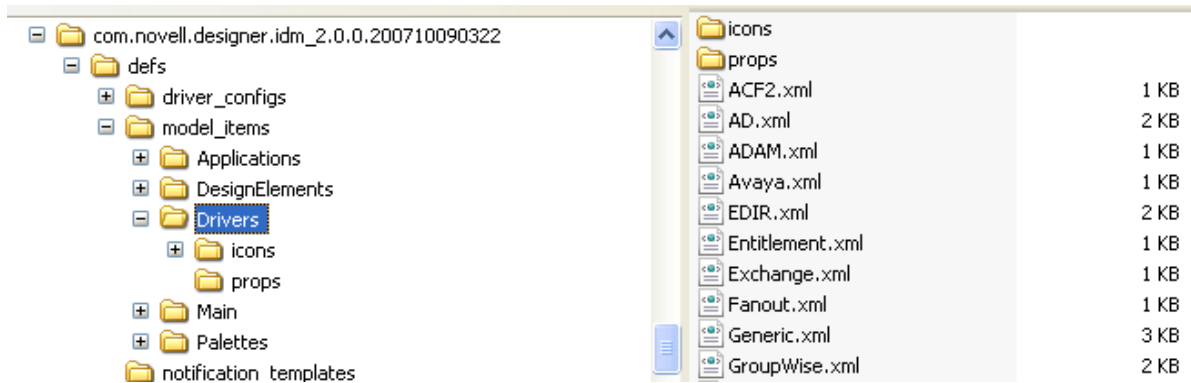 com.novell.designer.idm_2.0.0.200710090322
defs
driver_configs
model_items
Applications
DesignElements
Drivers
icons
props
Main
Palettes
notification_templates
icons
props
ACF2.xml 1 KB
AD.xml 2 KB
ADAM.xml 1 KB
Avaya.xml 1 KB
EDIR.xml 2 KB
Entitlement.xml 1 KB
Exchange.xml 1 KB
Fanout.xml 1 KB
Generic.xml 3 KB
GroupWise.xml 2 KB